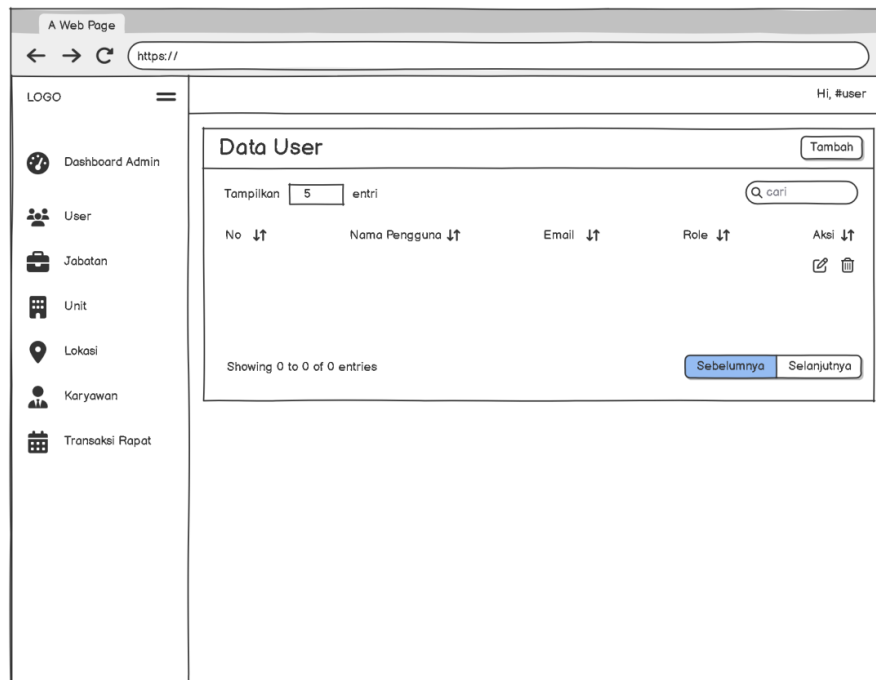 A Web Page
https://
LOGO
Hi, #user
Dashboard Admin
User
Jabatan
Unit
Lokasi
Karyawan
Transaksi Rapat
Data User
Tambah
Tampilkan 5 entri
cari
No Nama Pengguna Email Role Aksi
Showing 0 to 0 of 0 entries
Sebelumnya Selanjutnya